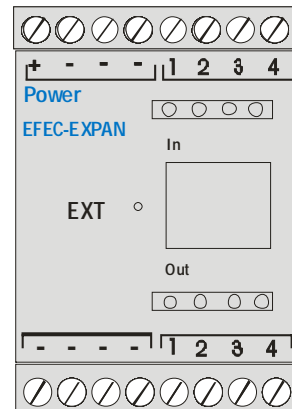 + - - - 1 2 3 4
Power
EFEC-EXPAN
In
EXT
Out
- - - - 1 2 3 4